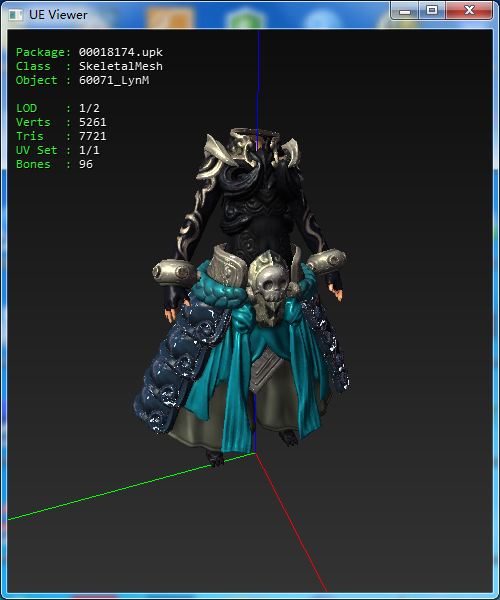 UE Viewer
Package: 00018174.upk
Class : SkeletalMesh
Object : 60071_LynM
LOD : 1/2
Verts : 5261
Tris : 7721
UV Set : 1/1
Bones : 96